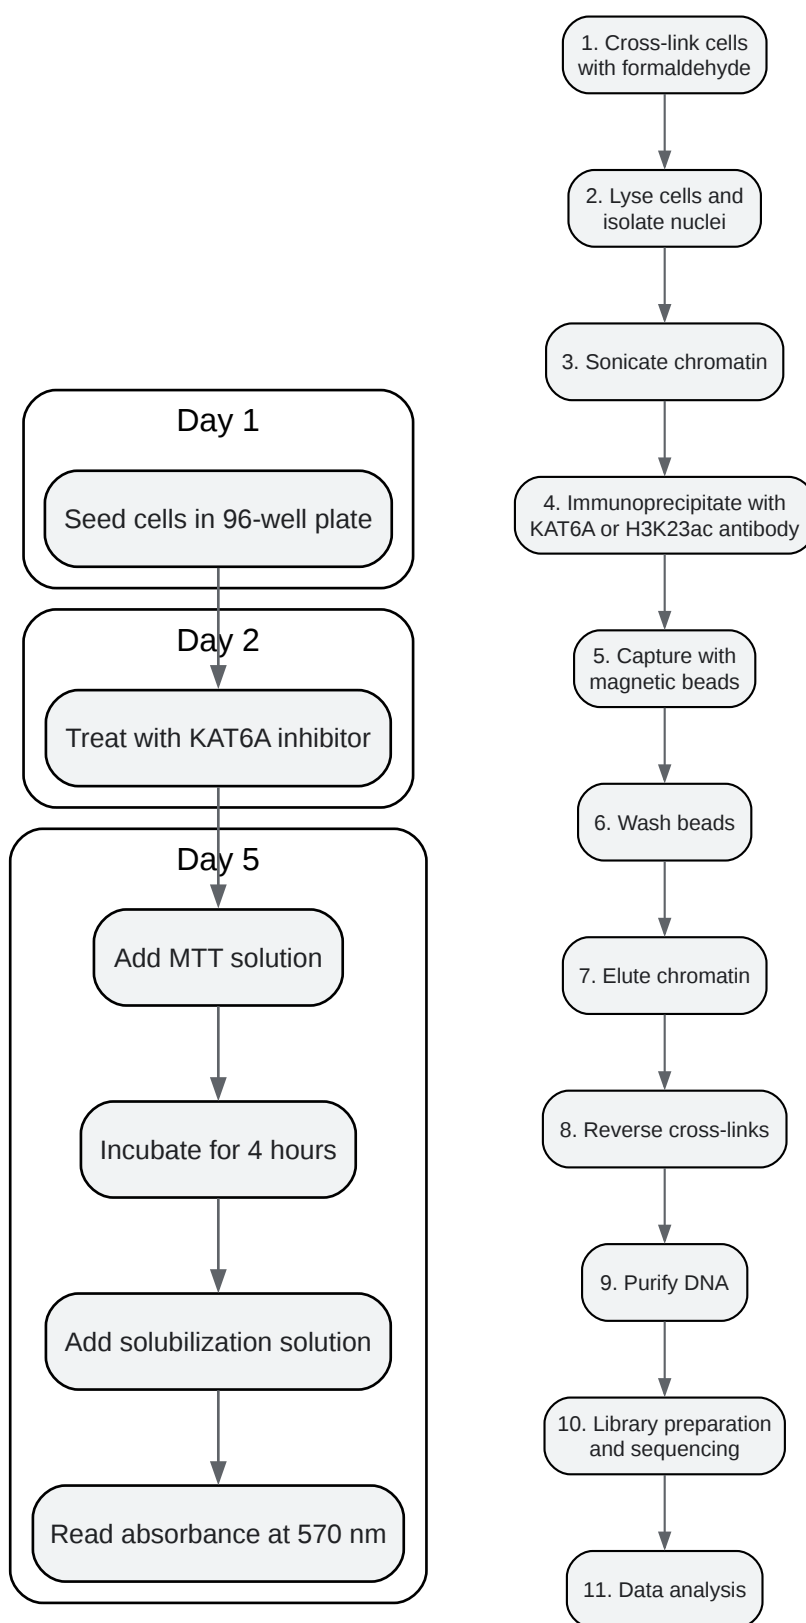 Day 1
Seed cells in 96-well plate
Day 2
Treat with KAT6A inhibitor
Day 5
Add MTT solution
Incubate for 4 hours
Add solubilization solution
Read absorbance at 570 nm
1. Cross-link cells
with formaldehyde
2. Lyse cells and
isolate nuclei
3. Sonicate chromatin
4. Immunoprecipitate with
KAT6A or H3K23ac antibody
5. Capture with
magnetic beads
6. Wash beads
7. Elute chromatin
8. Reverse cross-links
9. Purify DNA
10. Library preparation
and sequencing
11. Data analysis